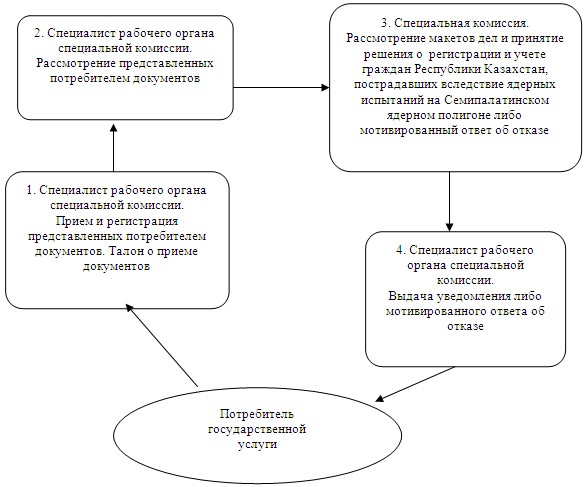 1. Специалист рабочего органа
специальной комиссии.
Прием и регистрация
представленных потребителем
документов. Талон о приеме
документов
2. Специалист рабочего органа
специальной комиссии.
Рассмотрение представленных
потребителем документов
3. Специальная комиссия.
Рассмотрение макетов дел и принятие
решения о регистрации и учете
граждан Республики Казахстан,
пострадавших вследствие ядерных
испытаний на Семипалатинском
ядерном полигоне либо
мотивированный ответ об отказе
4. Специалист рабочего
органа специальной
комиссии.
Выдача уведомления либо
мотивированного ответа об
отказе
Потребитель
государственной
услуги